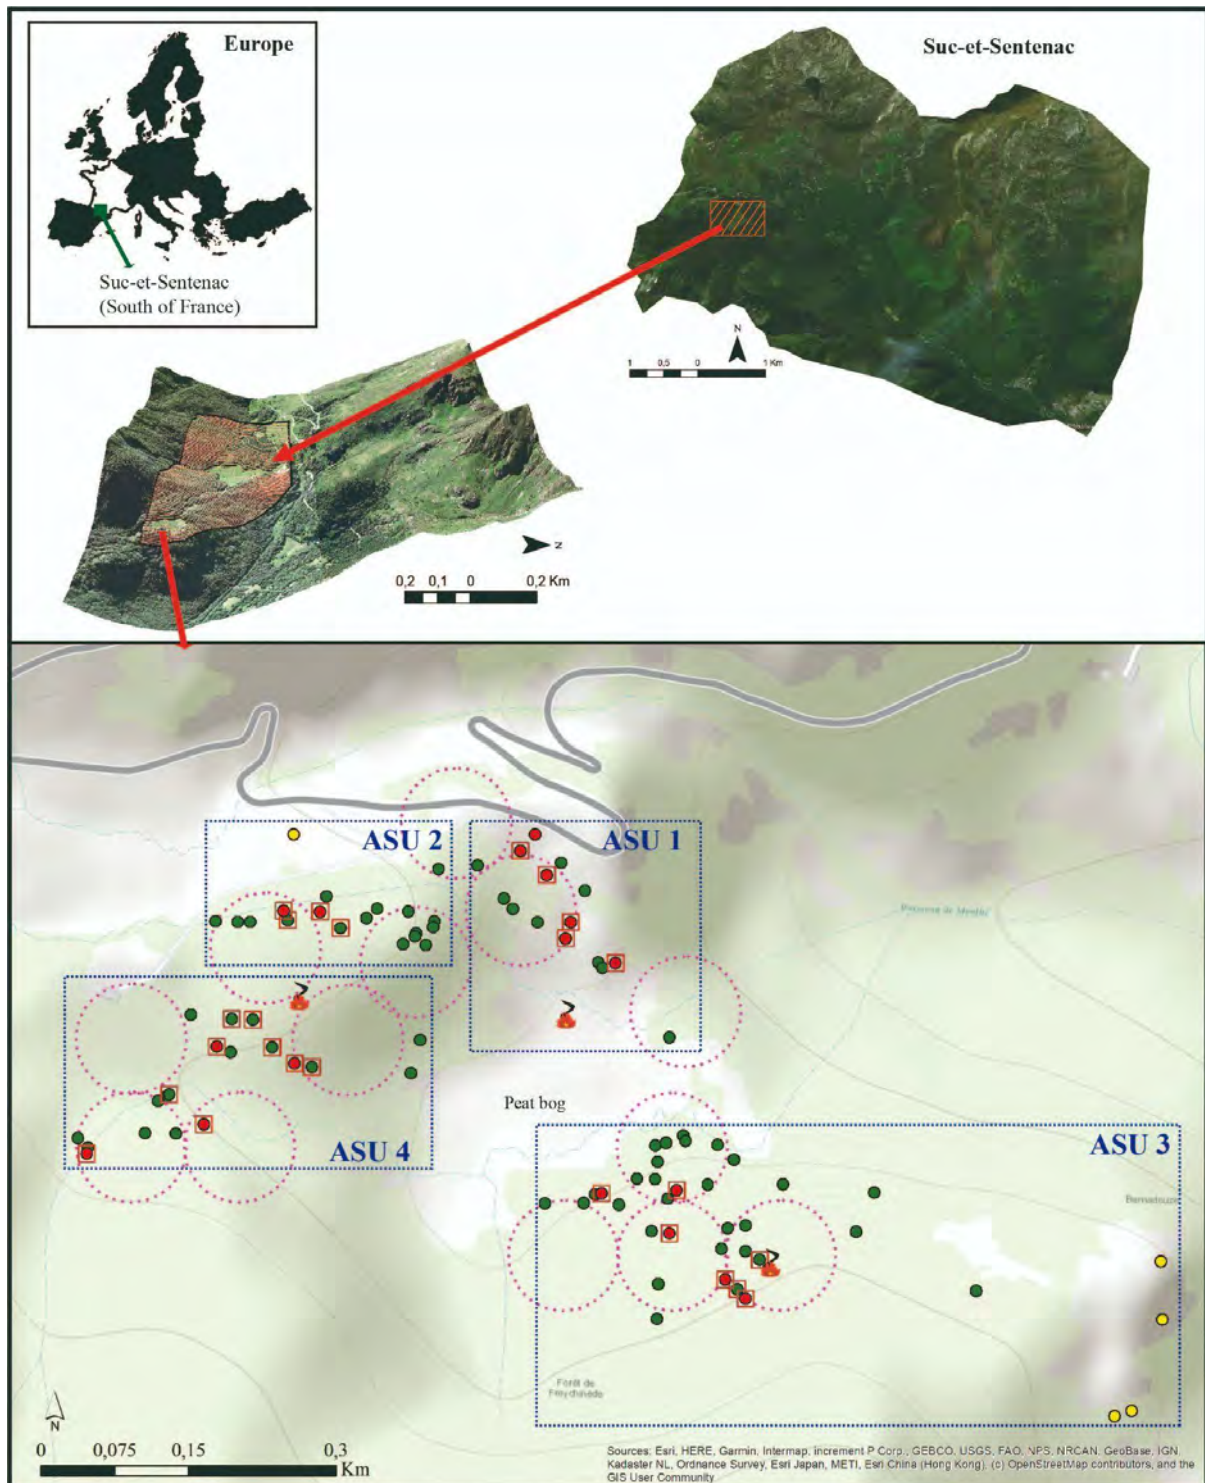 Europe
Suc-et-Sentenac
(South of France)
Suc-et-Sentenac
N
1 0,5 0 1 Km
N
0,2 0,1 0 0,2 Km
ASU 2
ASU 1
Peat bog
ASU 4
ASU 3
Forêt de
N
0 0,075 0,15 0,3
Km
Sources: Esri, HERE, Garmin, Intermap, increment P Corp., GEBCO, USGS, FAO, NPS, NRCAN, GeoBase, IGN,
Kadaster NL, Ordnance Survey, Esri Japan, METI, Esri China (Hong Kong), (c) OpenStreetMap contributors, and the
GIS User Community